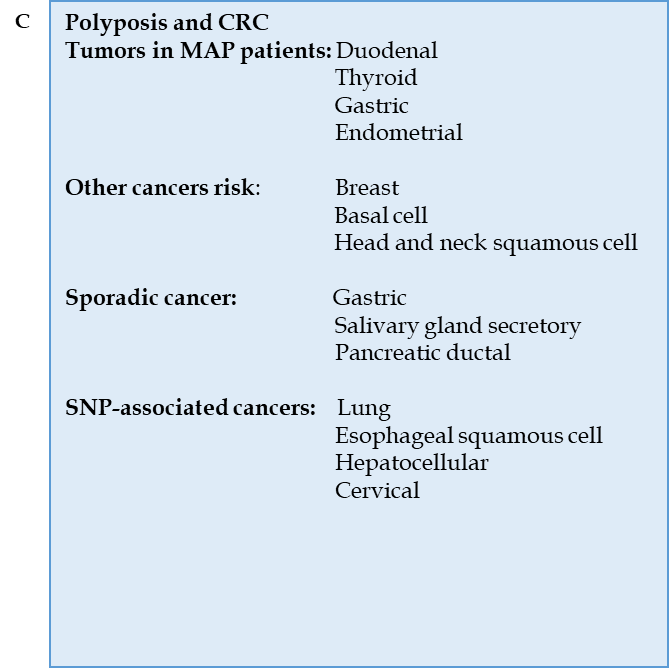 C
Polyposis and CRC
Tumors in MAP patients: Duodenal
Thyroid
Gastric
Endometrial
Other cancers risk: Breast
Basal cell
Head and neck squamous cell
Sporadic cancer: Gastric
Salivary gland secretory
Pancreatic ductal
SNP-associated cancers: Lung
Esophageal squamous cell
Hepatocellular
Cervical